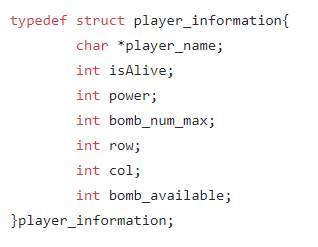 typedef struct player_information{
        char *player_name;
        int isAlive;
        int power;
        int bomb_num_max;
        int row;
        int col;
        int bomb_available;
}player_information;